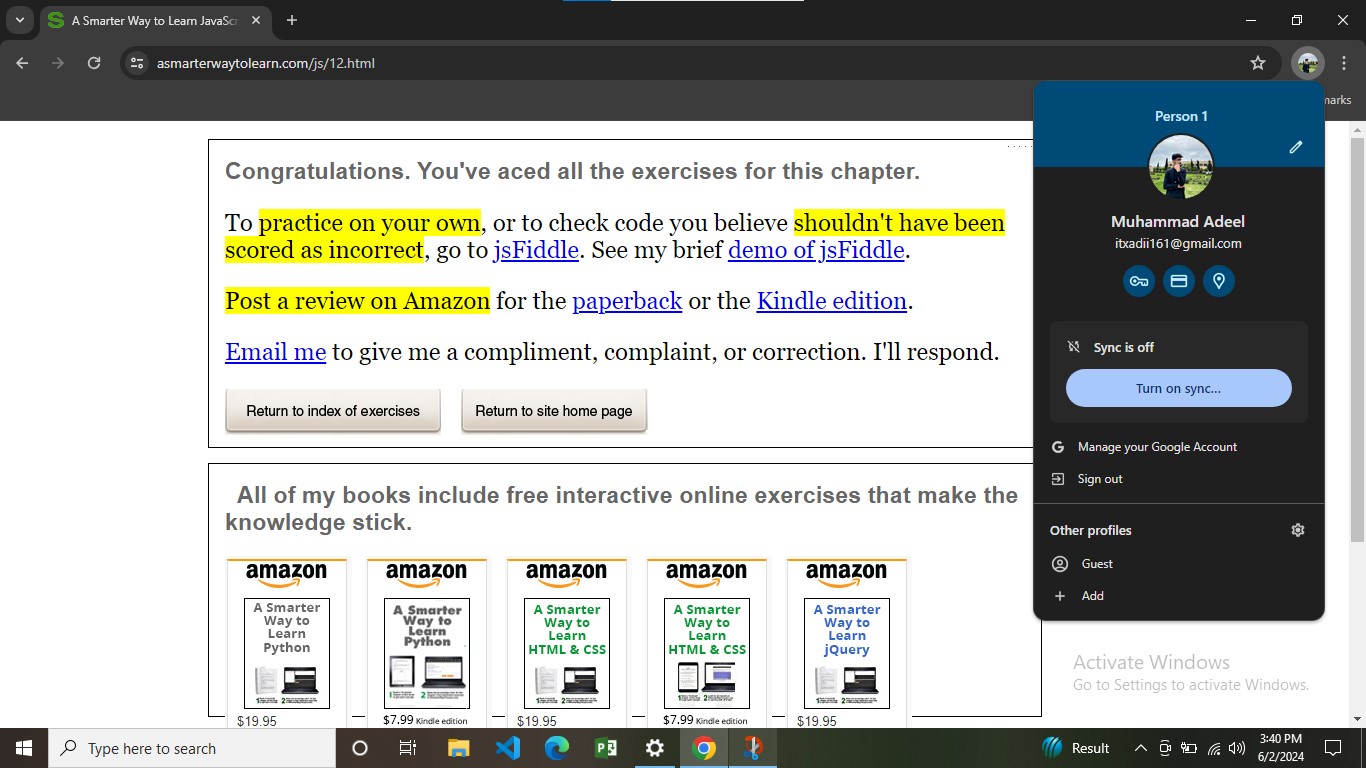 A Smarter Way to Learn JavaSc
asmarterwaytolearn.com/js/12.html
marks
Congratulations. You've aced all the exercises for this chapter.
To practice on your own, or to check code you believe shouldn't have been
scored as incorrect, go to jsFiddle. See my brief demo of jsFiddle.
Post a review on Amazon for the paperback or the Kindle edition.
Email me to give me a compliment, complaint, or correction. I'll respond.
Return to index of exercises
Return to site home page
All of my books include free interactive online exercises that make the
knowledge stick.
amazon
A Smarter
Way to
Learn
Python
$19.95
amazon
A Smarter
Way to
Learn
Python
$7.99 Kindle edition
amazon
A Smarter
Way to
Learn
HTML & CSS
$19.95
amazon
A Smarter
Way to
Learn
HTML & CSS
$7.99 Kindle edition
amazon
A Smarter
Way to
Learn
jQuery
$19.95
Person 1
Muhammad Adeel
itxadii161@gmail.com
Sync is off
Turn on sync...
Manage your Google Account
Sign out
Other profiles
Guest
Add
Activate Windows
Go to Settings to activate Windows.
Type here to search
Result
3:40 PM
6/2/2024